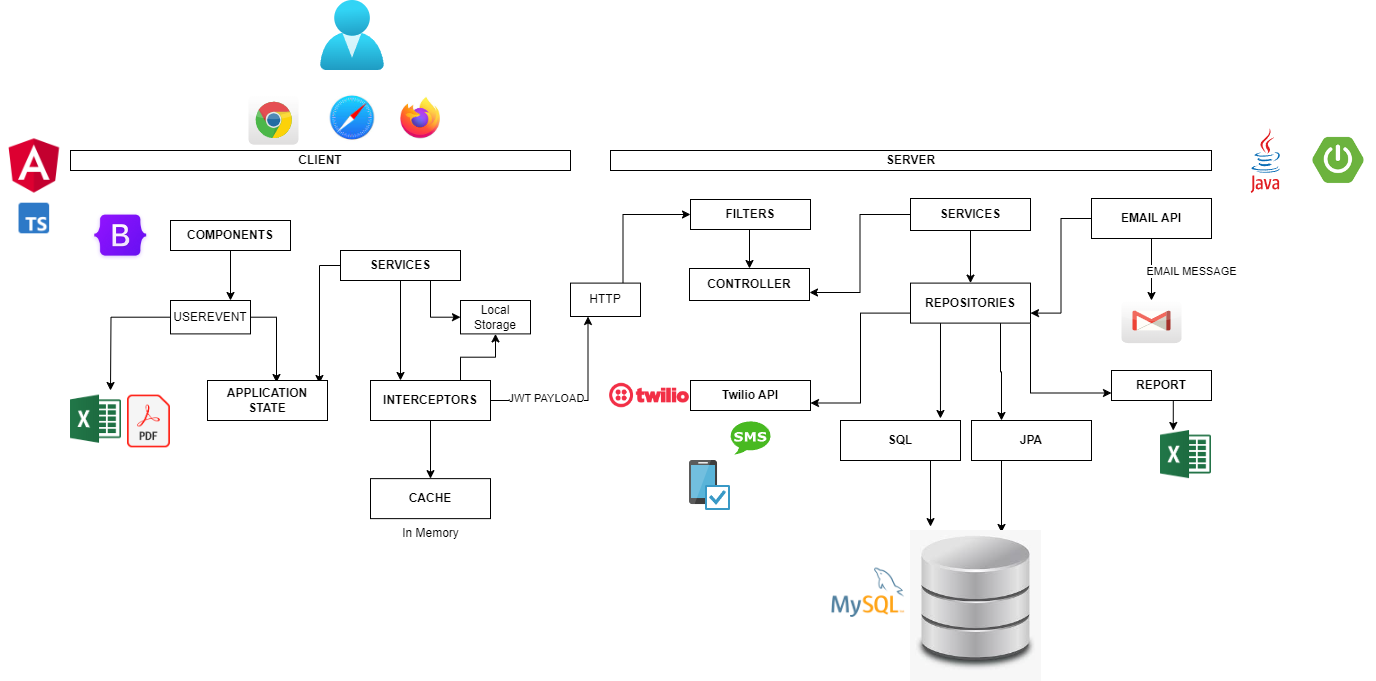 CLIENT
SERVER
Java
TS
B
COMPONENTS
SERVICES
USEREVENT
Local
Storage
APPLICATION
STATE
INTERCEPTORS
JWT PAYLOAD
X
PDF
CACHE
In Memory
HTTP
FILTERS
SERVICES
EMAIL API
CONTROLLER
EMAIL MESSAGE
REPOSITORIES
twilio
Twilio API
REPORT
SMS
SQL
JPA
X
MySQL